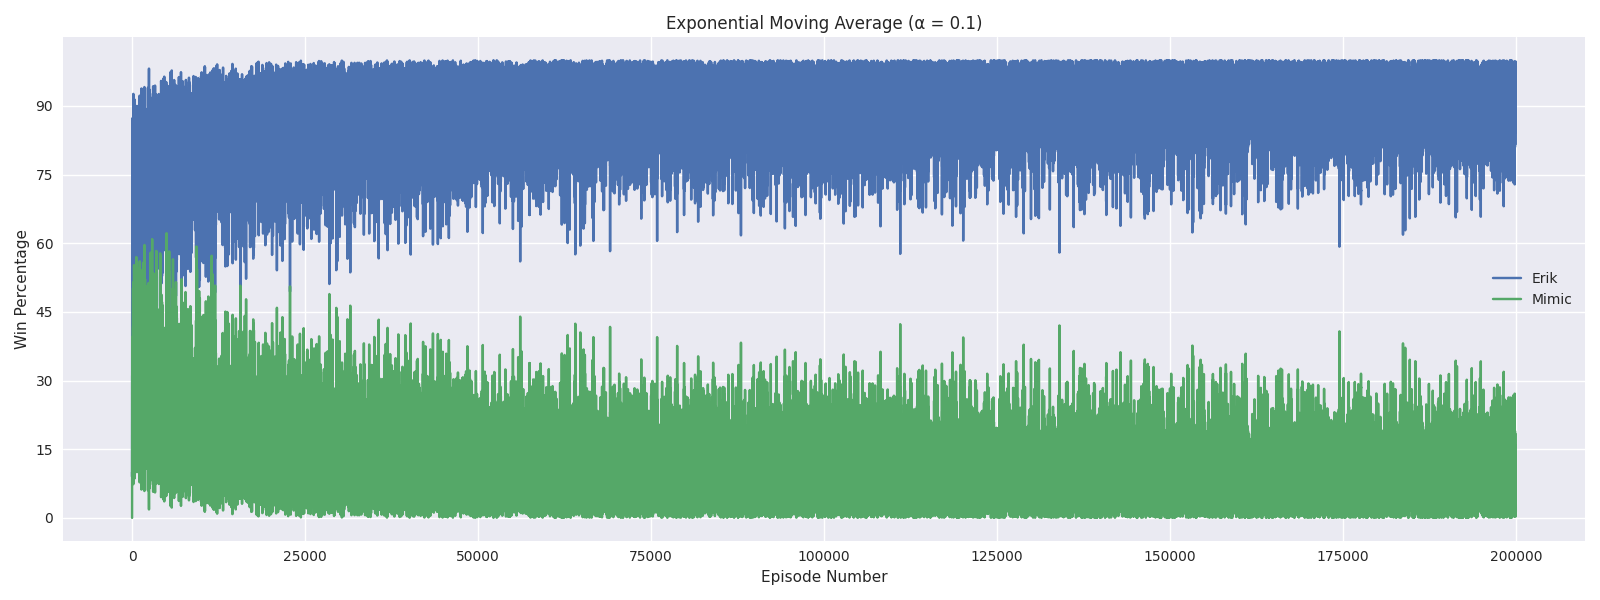 Exponential Moving Average (α = 0.1)
Win Percentage
90
75
60
45
30
15
0
Erik
Mimic
0 25000 50000 75000 100000 125000 150000 175000 200000
Episode Number